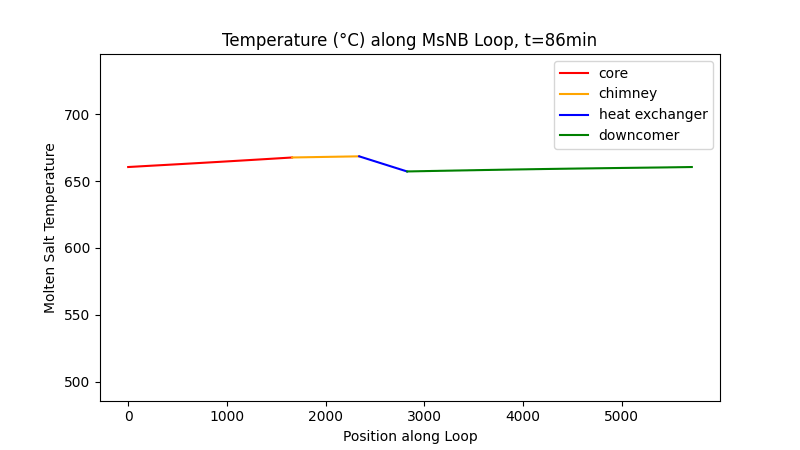 Temperature (°C) along MsNB Loop, t=86min
core
chimney
heat exchanger
downcomer
Molten Salt Temperature
700
650
600
550
500
0 1000 2000 3000 4000 5000
Position along Loop